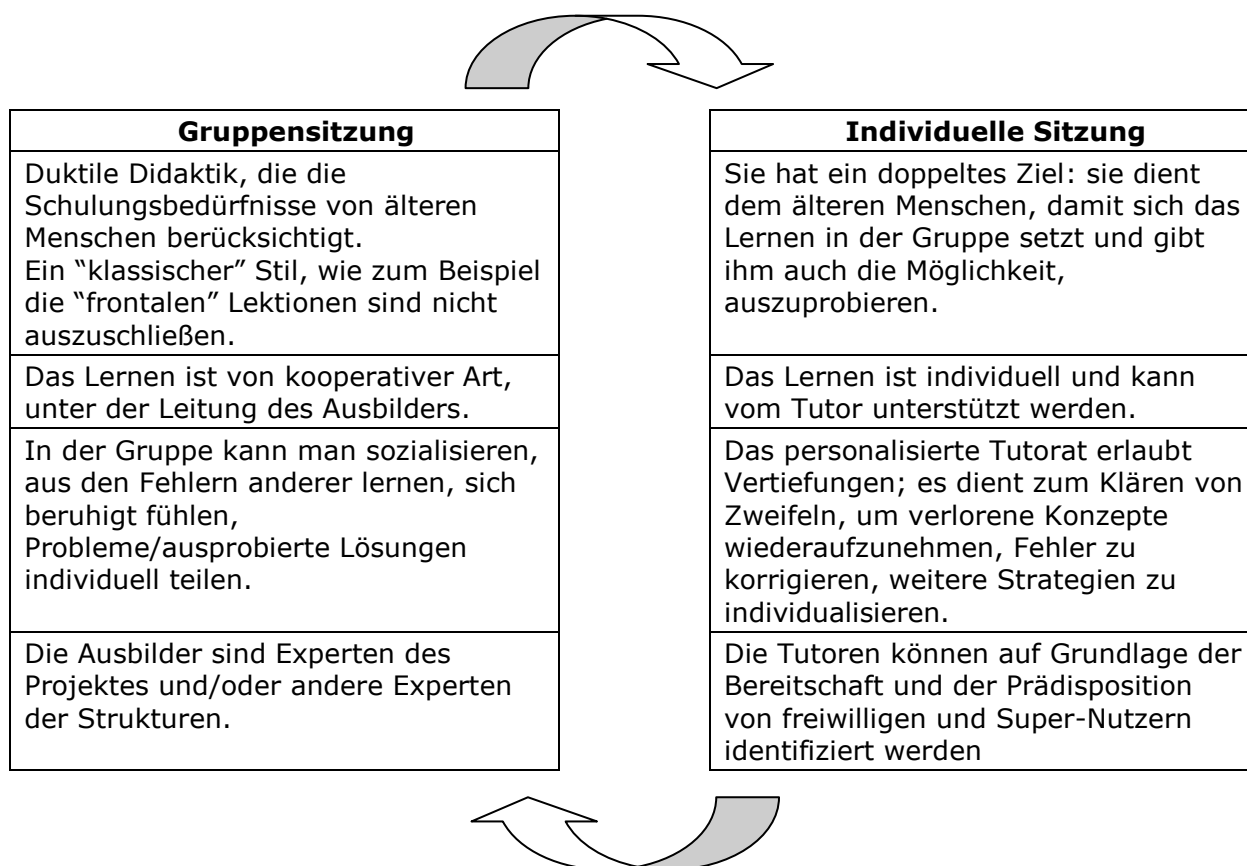 Gruppensitzung
Duktile Didaktik, die die
Schulungsbedürfnisse von älteren
Menschen berücksichtigt.
Ein “klassischer” Stil, wie zum Beispiel
die “frontalen” Lektionen sind nicht
auszuschließen.
Das Lernen ist von kooperativer Art,
unter der Leitung des Ausbilders.
In der Gruppe kann man sozialisieren,
aus den Fehlern anderer lernen, sich
beruhigt fühlen,
Probleme/ausprobierte Lösungen
individuell teilen.
Die Ausbilder sind Experten des
Projektes und/oder andere Experten
der Strukturen.
Individuelle Sitzung
Sie hat ein doppeltes Ziel: sie dient
dem älteren Menschen, damit sich das
Lernen in der Gruppe setzt und gibt
ihm auch die Möglichkeit,
auszuprobieren.
Das Lernen ist individuell und kann
vom Tutor unterstützt werden.
Das personalisierte Tutorat erlaubt
Vertiefungen; es dient zum Klären von
Zweifeln, um verlorene Konzepte
wiederaufzunehmen, Fehler zu
korrigieren, weitere Strategien zu
individualisieren.
Die Tutoren können auf Grundlage der
Bereitschaft und der Prädisposition
von freiwilligen und Super-Nutzern
identifiziert werden